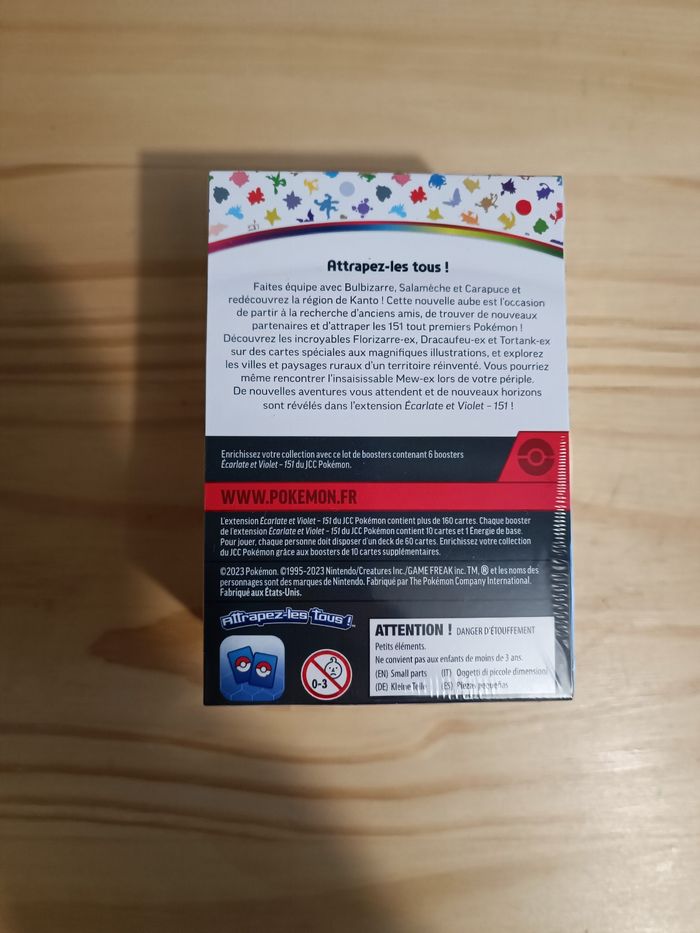 Attrapez-les tous !
Faites équipe avec Bulbizarre, Salamèche et Carapuce et
redécouvrez la région de Kanto ! Cette nouvelle aube est l'occasion
de partir à la recherche d'anciens amis, de trouver de nouveaux
partenaires et d'attraper les 151 tout premiers Pokémon !
Découvrez les incroyables Florizarre-ex, Dracaufeu-ex et Tortank-ex
sur des cartes spéciales aux magnifiques illustrations, et explorez
les villes et paysages ruraux d'un territoire réinventé. Vous pourriez
même rencontrer l'insaisissable Mew-ex lors de votre périple.
De nouvelles aventures vous attendent et de nouveaux horizons
sont révélés dans l'extension Écarlate et Violet – 151 !
Enrichissez votre collection avec ce lot de boosters contenant 6 boosters
Écarlate et Violet – 151 du JCC Pokémon.
WWW.POKEMON.FR
L'extension Écarlate et Violet – 151 du JCC Pokémon contient plus de 160 cartes. Chaque booster
de l'extension Écarlate et Violet – 151 du JCC Pokémon contient 10 cartes et 1 Énergie de base.
Pour jouer, chaque personne doit disposer d'un deck de 60 cartes. Enrichissez votre collection
du JCC Pokémon grâce aux boosters de 10 cartes supplémentaires.
©2023 Pokémon. ©1995–2023 Nintendo/Creatures Inc./GAME FREAK inc. TM, ® et les noms des
personnages sont des marques de Nintendo. Fabriqué par The Pokémon Company International.
Fabriqué aux États-Unis.
Attrapez-les tous !™
0-3
ATTENTION ! DANGER D'ÉTOUFFEMENT
Petits éléments.
Ne convient pas aux enfants de moins de 3 ans.
(EN) Small parts (IT) Oggetti di piccole dimensioni
(DE) Kleine Teile (ES) Piezas pequeñas